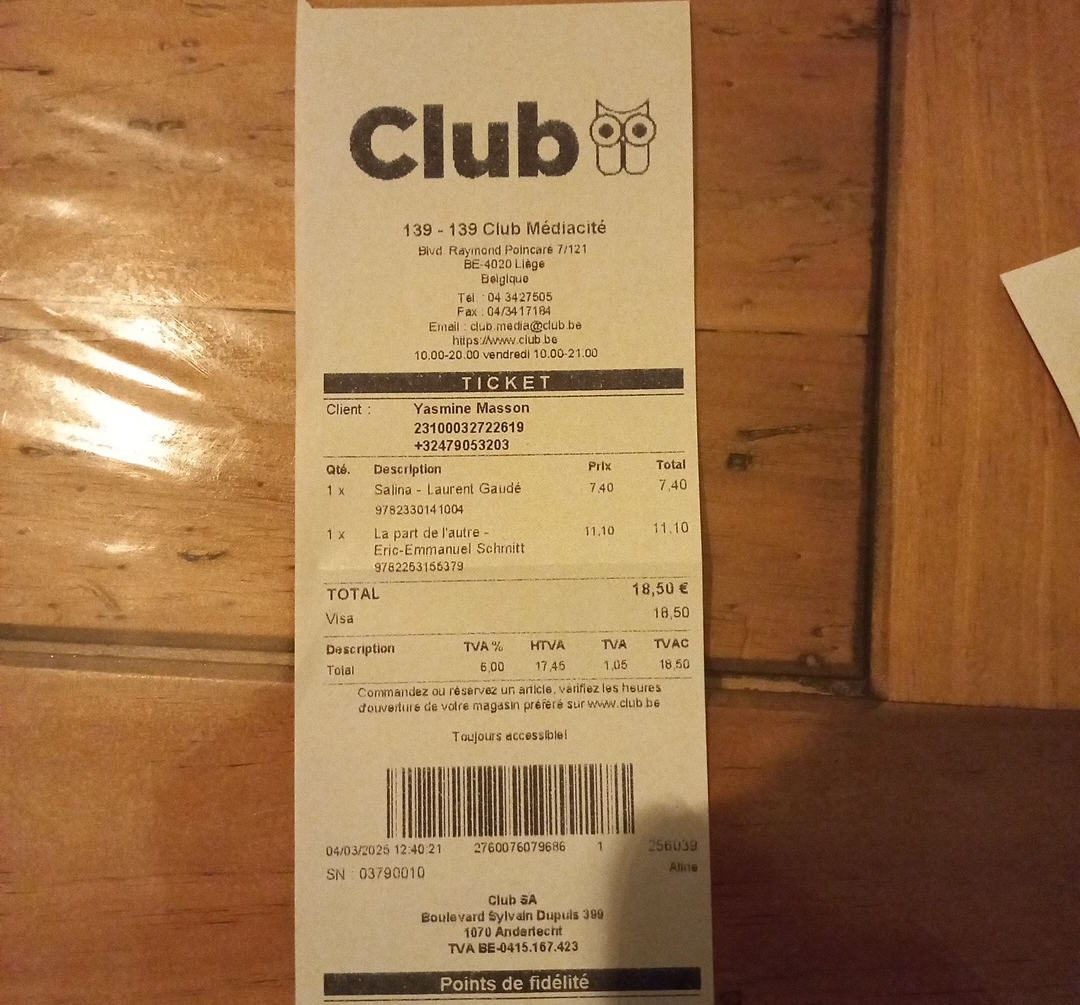 Club
139 - 139 Club Médiacité
Blvd. Raymond Poincaré 7/121
BE-4020 Liège
Belgique
Tél. : 04 3427505
Fax : 04/3417184
Email : club.media@club.be
https://www.club.be
10.00-20.00 vendredi 10.00-21.00
TICKET
Client : Yasmine Masson
23100032722619
+32479053203
Qté. Description Prix Total
1 x Salina - Laurent Gaudé 7,40 7,40
9782330141004
1 x La part de l'autre - 11,10 11,10
Eric-Emmanuel Schmitt
9782253155379
TOTAL 18,50 €
Visa 18,50
Description TVA % HTVA TVA TVAC
Total 6,00 17,45 1,05 18,50
Commandez ou réservez un article, vérifiez les heures
d'ouverture de votre magasin préféré sur www.club.be
Toujours accessible!
04/03/2025 12:40:21 2760076079686 1 256039
SN : 03790010 Aline
Club SA
Boulevard Sylvain Dupuis 399
1070 Anderlecht
TVA BE-0415.167.423
Points de fidélité